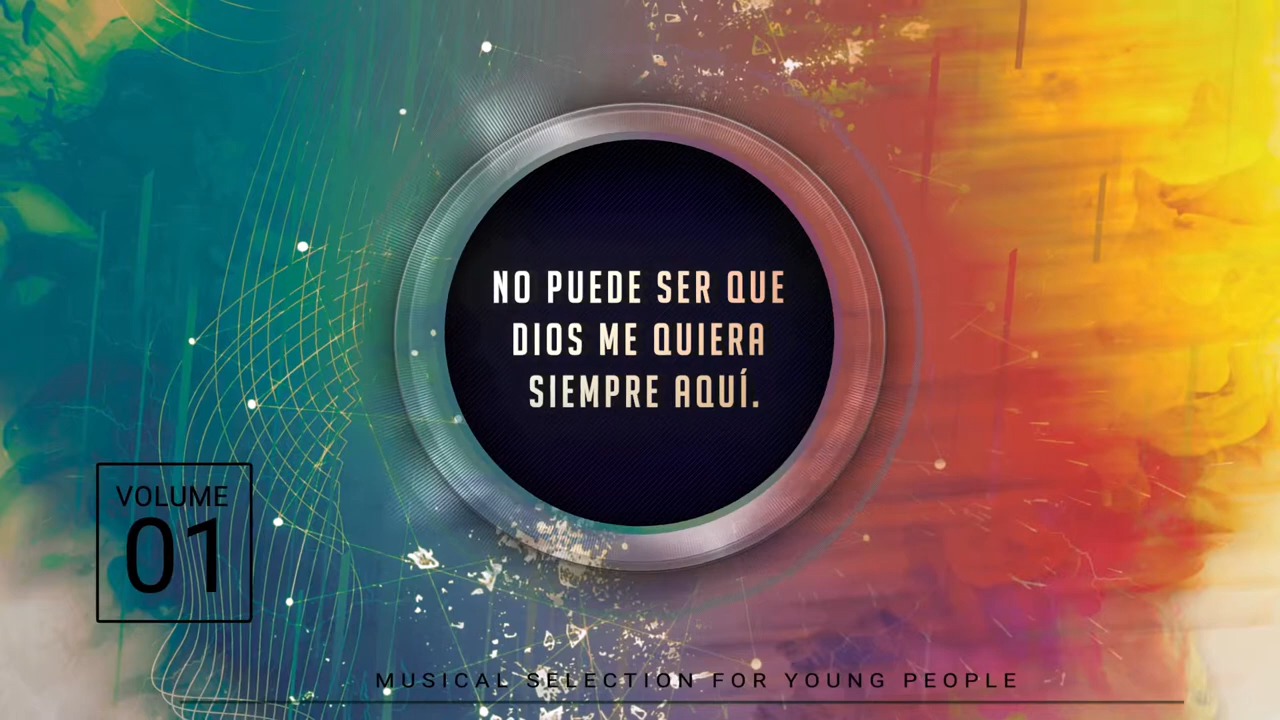 NO PUEDE SER QUE
DIOS ME QUIERA
SIEMPRE AQUÍ.
VOLUME
01
MUSICAL SELECTION FOR YOUNG PEOPLE